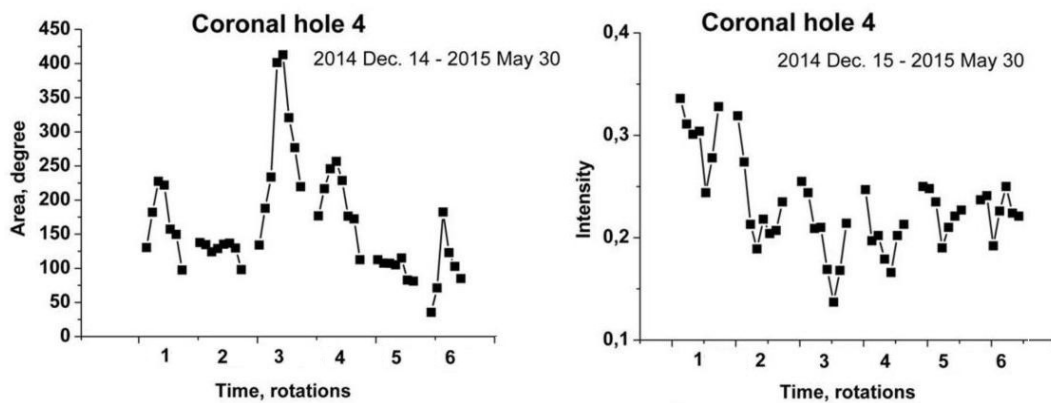 Coronal hole 4
2014 Dec. 14 - 2015 May 30
Area, degree
450
400
350
300
250
200
150
100
50
0
1 2 3 4 5 6
Time, rotations
Coronal hole 4
2014 Dec. 15 - 2015 May 30
Intensity
0,4
0,3
0,2
0,1
1 2 3 4 5 6
Time, rotations